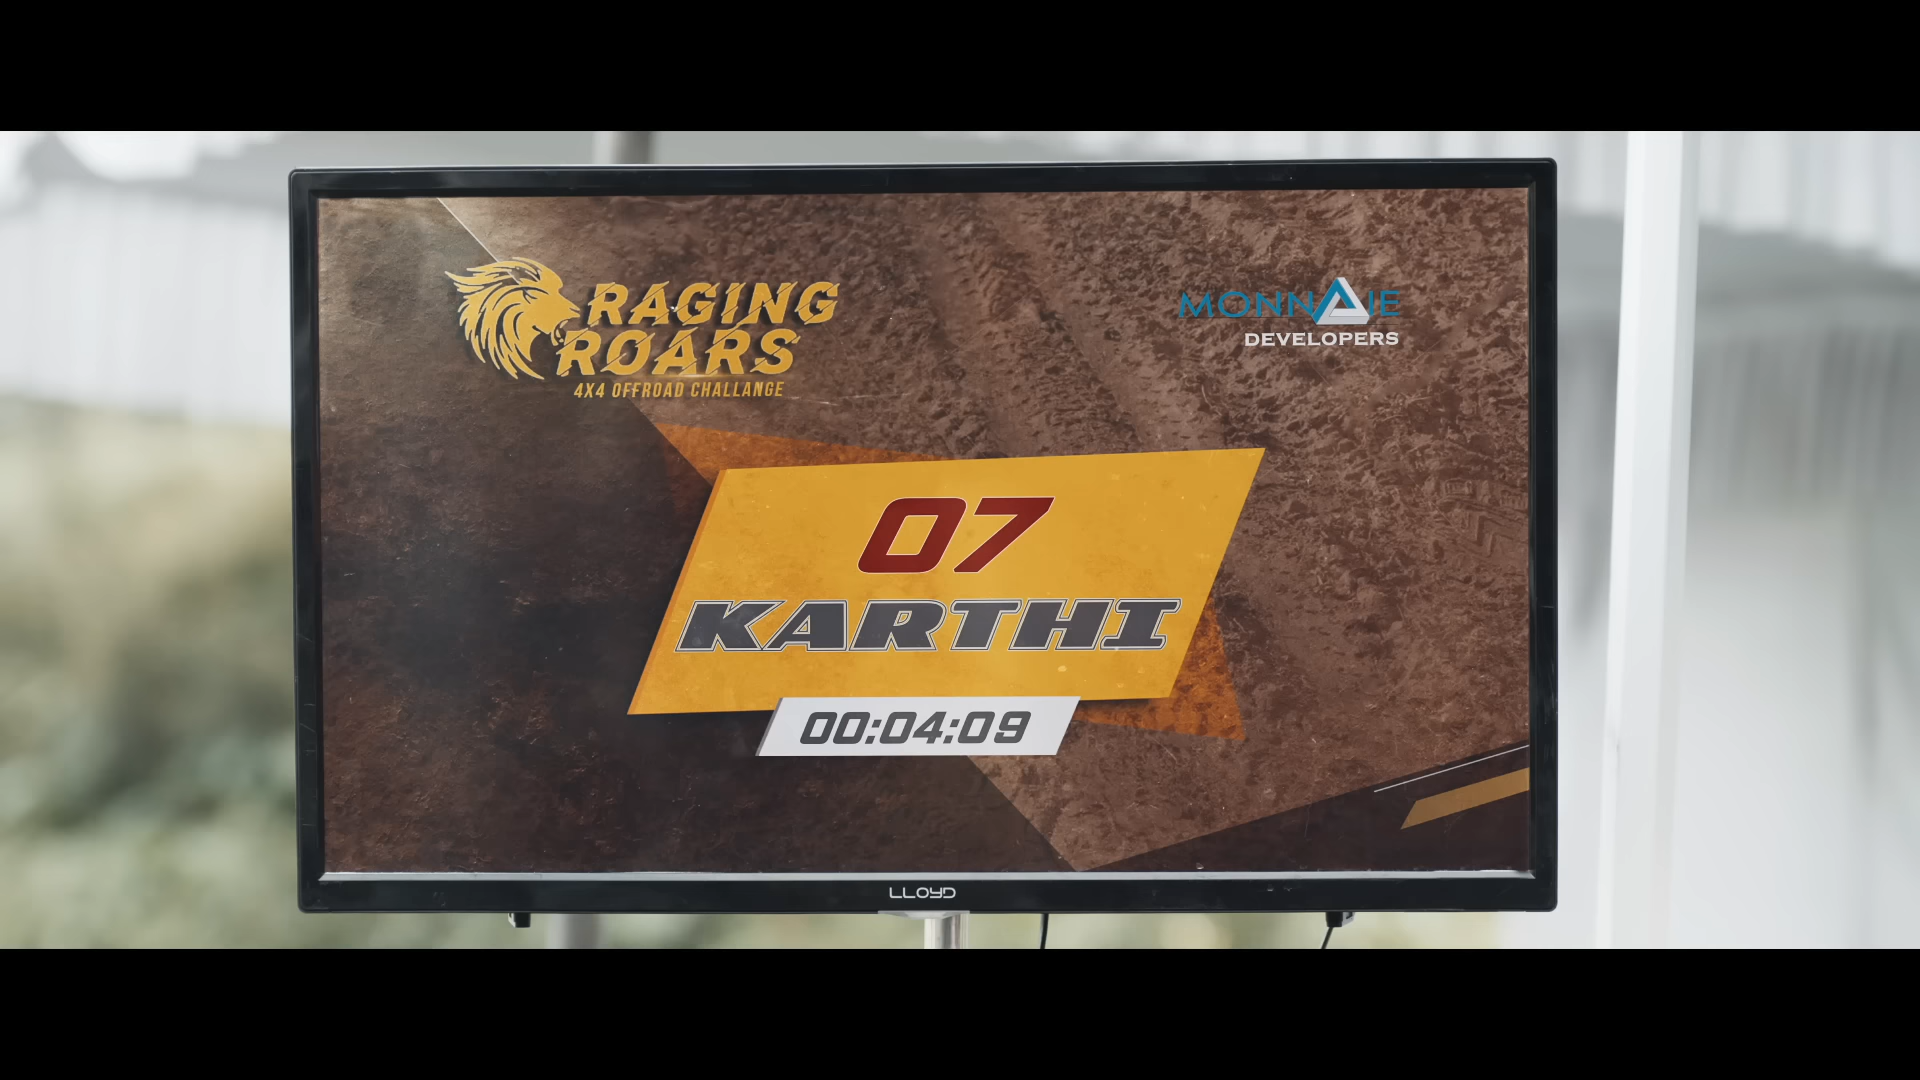 RAGING
ROARS
4X4 OFFROAD CHALLANGE
MONNAIE
DEVELOPERS
07
KARTHI
00:04:09
LLOYD